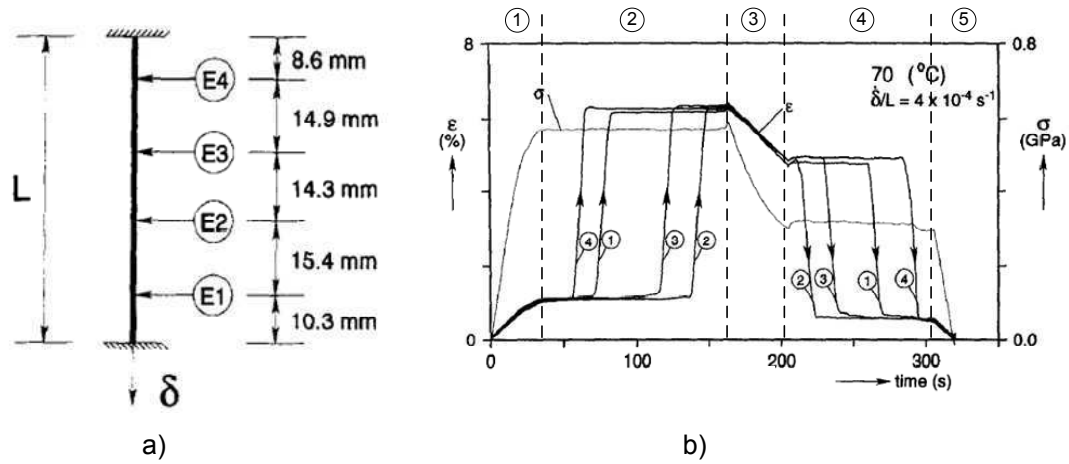 L
δ
E4
E3
E2
E1
8.6 mm
14.9 mm
14.3 mm
15.4 mm
10.3 mm
a)
① ② ③ ④ ⑤
8
0.8
σ
ε
70 (°C)
δ̇/L = 4 x 10⁻⁴ s⁻¹
ε
(%)
σ
(GPa)
④ ① ③ ②
② ③ ① ④
0
0.0
0 100 200 300
time (s)
b)